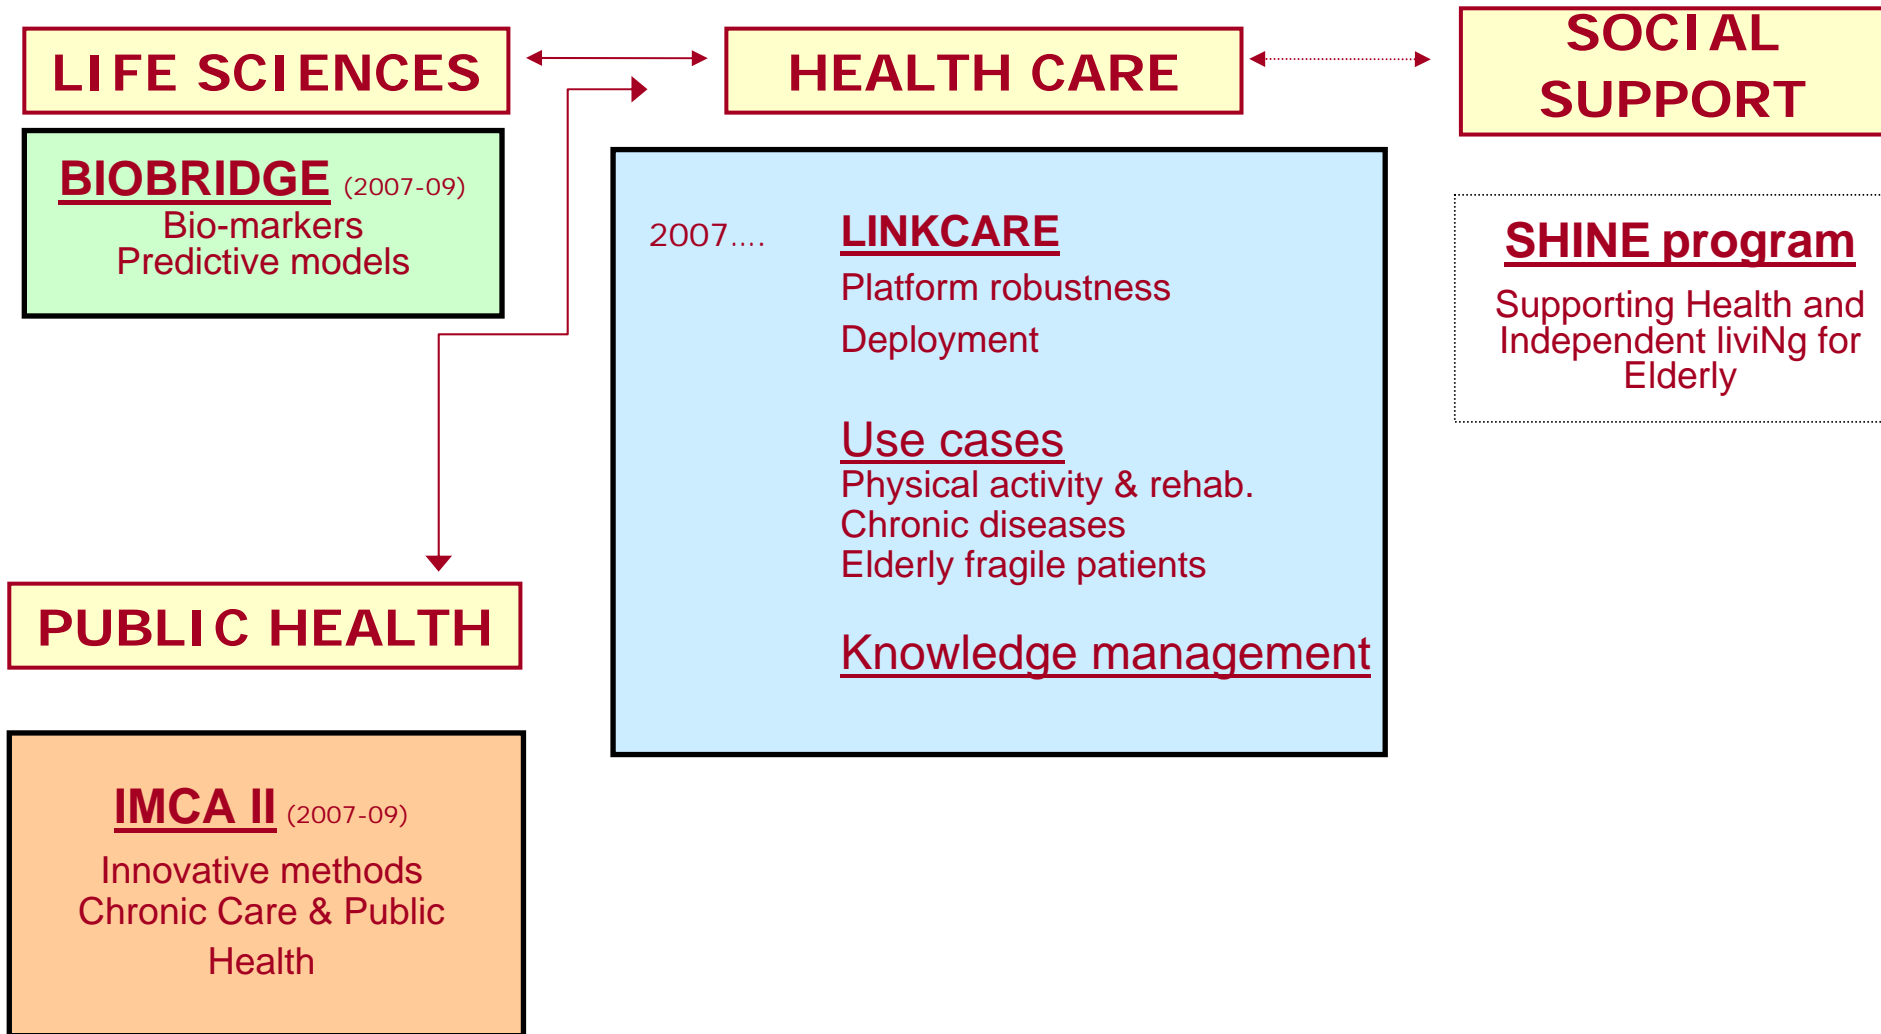 LIFE SCIENCES
BIOBRIDGE (2007-09)
Bio-markers
Predictive models
HEALTH CARE
2007.... LINKCARE
Platform robustness
Deployment
Use cases
Physical activity & rehab.
Chronic diseases
Elderly fragile patients
Knowledge management
SOCIAL
SUPPORT
SHINE program
Supporting Health and
Independent liviNg for
Elderly
PUBLIC HEALTH
IMCA II (2007-09)
Innovative methods
Chronic Care & Public
Health